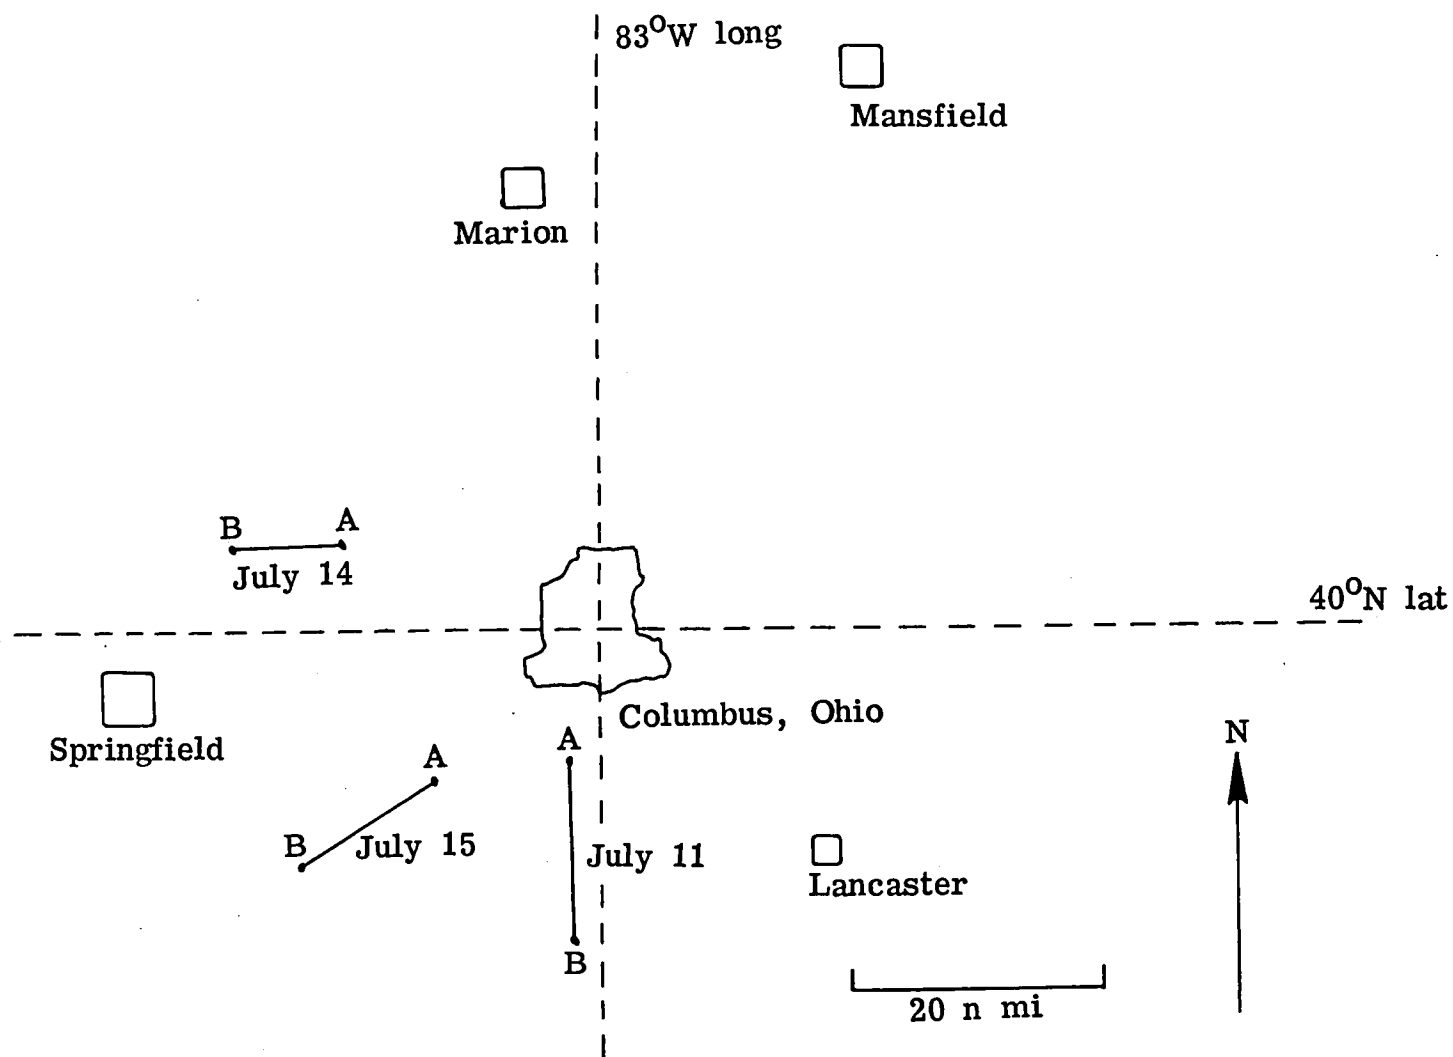 83°W long
Mansfield
Marion
B A
July 14
40°N lat
Columbus, Ohio
Springfield
A
A
N
B
July 15
July 11
Lancaster
B
20 n mi